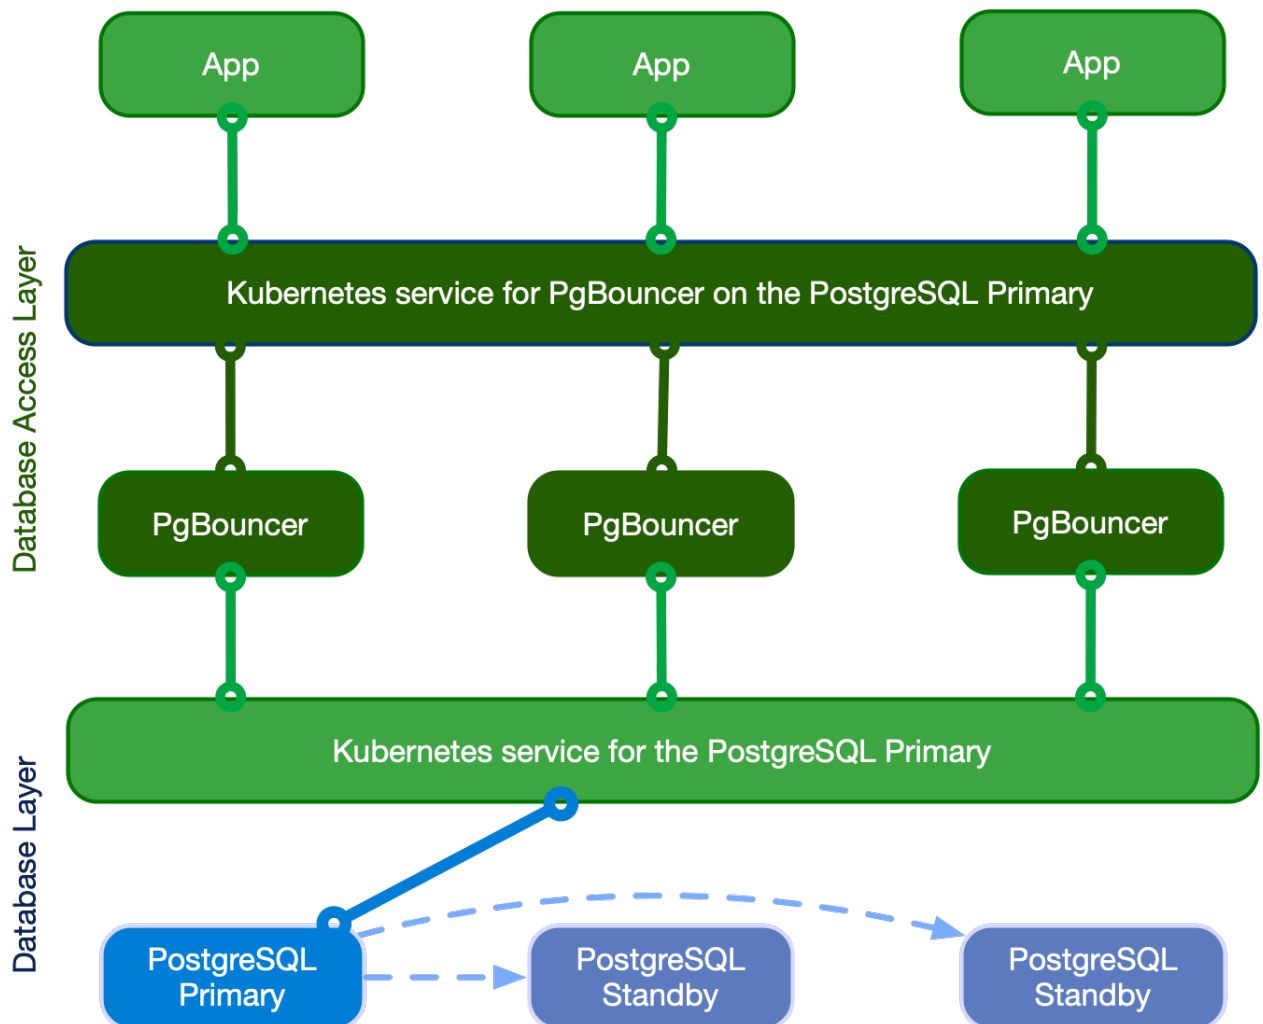 App
App
App
Database Access Layer
Kubernetes service for PgBouncer on the PostgreSQL Primary
PgBouncer
PgBouncer
PgBouncer
Database Layer
Kubernetes service for the PostgreSQL Primary
PostgreSQL
Primary
PostgreSQL
Standby
PostgreSQL
Standby